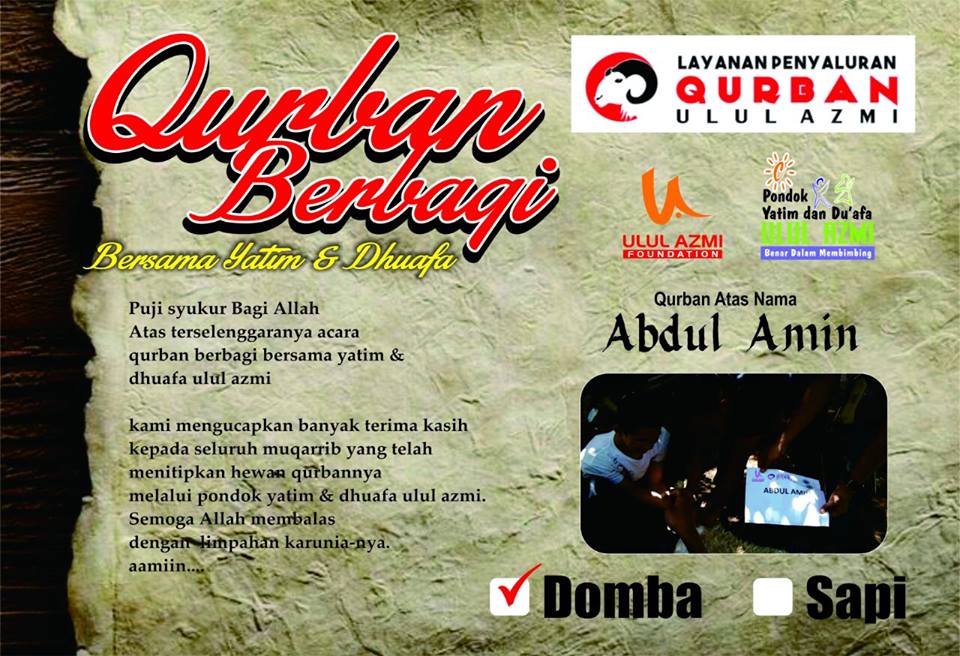 Qurban
Berbagi
Bersama Yatim & Dhuafa
LAYANAN PENYALURAN
QURBAN
ULUL AZMI
ULUL AZMI
FOUNDATION
Pondok
Yatim dan Du'afa
ULUL AZMI
Benar Dalam Membimbing
Puji syukur Bagi Allah
Atas terselenggaranya acara
qurban berbagi bersama yatim &
dhuafa ulul azmi
kami mengucapkan banyak terima kasih
kepada seluruh muqarrib yang telah
menitipkan hewan qurbannya
melalui pondok yatim & dhuafa ulul azmi.
Semoga Allah membalas
dengan limpahan karunia-nya.
aamiin....
Qurban Atas Nama
Abdul Amin
ABDUL AMI
Domba
Sapi